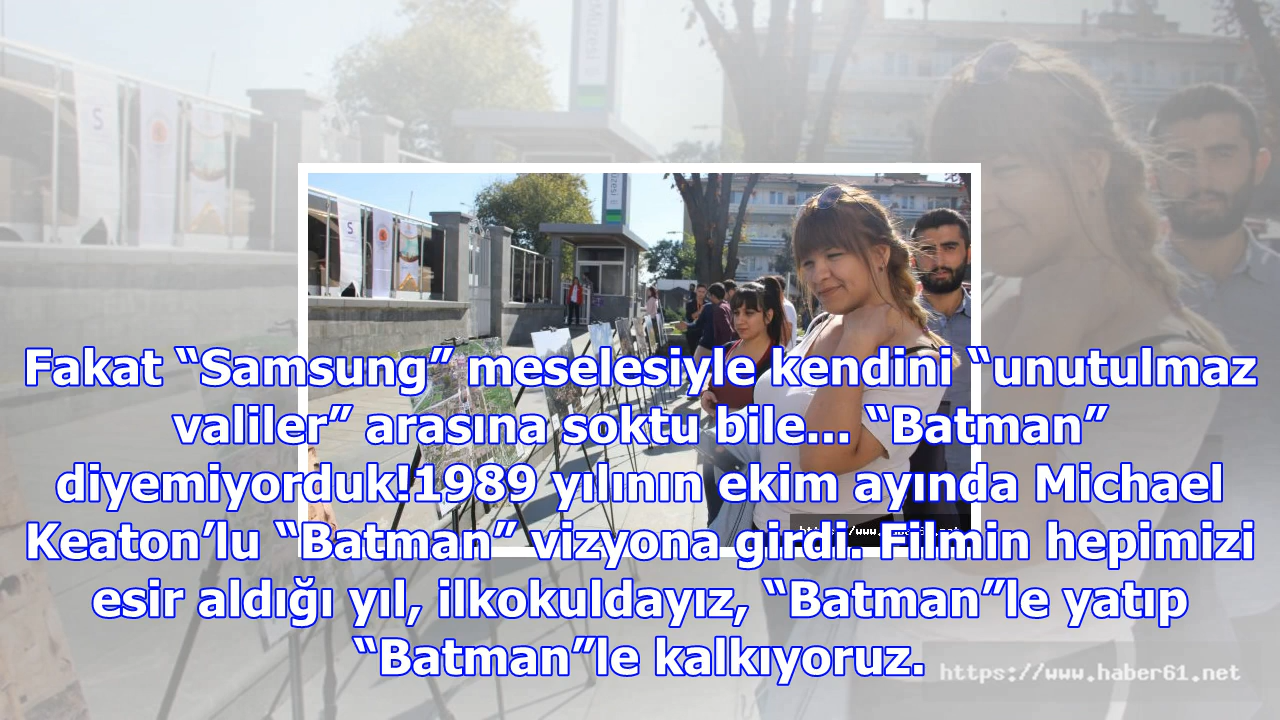 Fakat “Samsung” meselesiyle kendini “unutulmaz
valiler” arasına soktu bile... “Batman”
diyemiyorduk!1989 yılının ekim ayında Michael
Keaton’lu “Batman” vizyona girdi. Filmin hepimizi
esir aldığı yıl, ilkokuldayız, “Batman”le yatıp
“Batman”le kalkıyoruz.
https://www.haber61.net